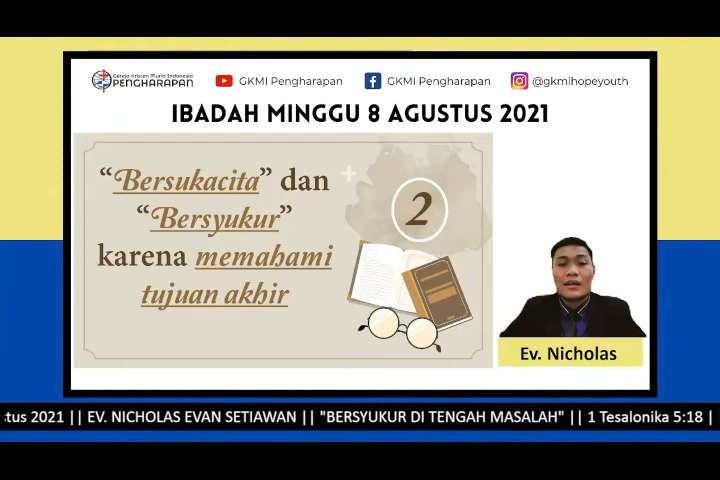 Gereja Kristen Muria Indonesia
PENGHARAPAN
GKMI Pengharapan
GKMI Pengharapan
@gkmihopeyouth
IBADAH MINGGU 8 AGUSTUS 2021
“Bersukacita” dan
“Bersyukur”
karena memahami
tujuan akhir
2
Ev. Nicholas
stus 2021 || EV. NICHOLAS EVAN SETIAWAN || "BERSYUKUR DI TENGAH MASALAH" || 1 Tesalonika 5:18 |